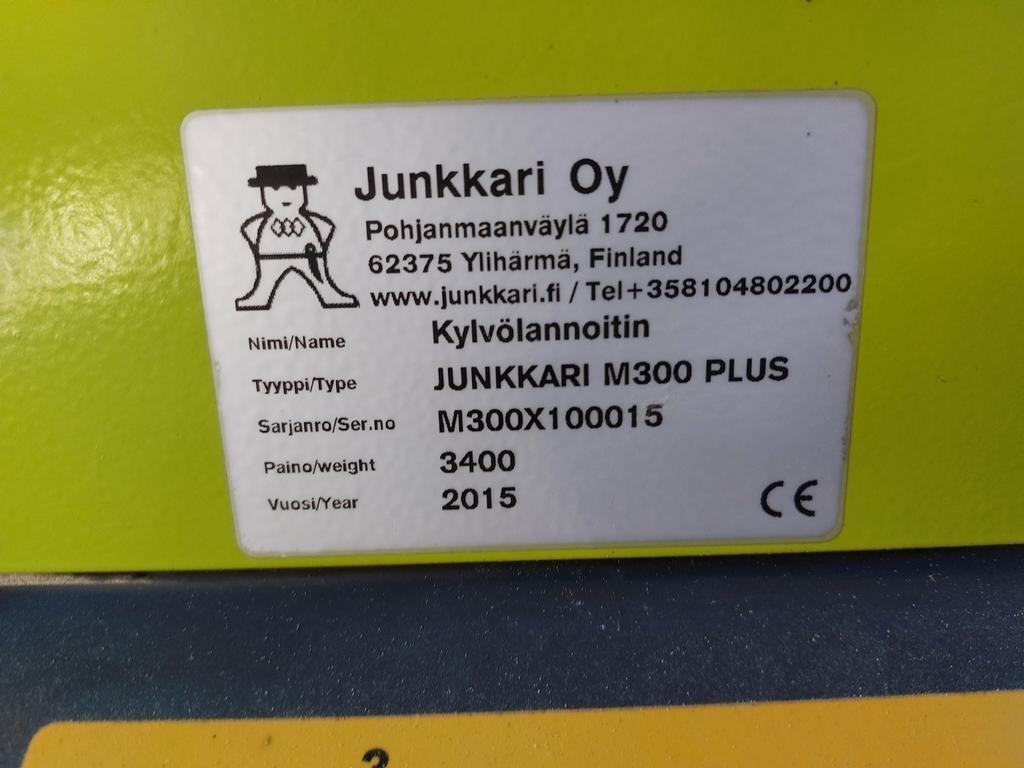 Junkkari Oy
Pohjanmaanväylä 1720
62375 Ylihärmä, Finland
www.junkkari.fi / Tel+358104802200
Nimi/Name Kylvölannoitin
Tyyppi/Type JUNKKARI M300 PLUS
Sarjanro/Ser.no M300X100015
Paino/weight 3400
Vuosi/Year 2015
CE